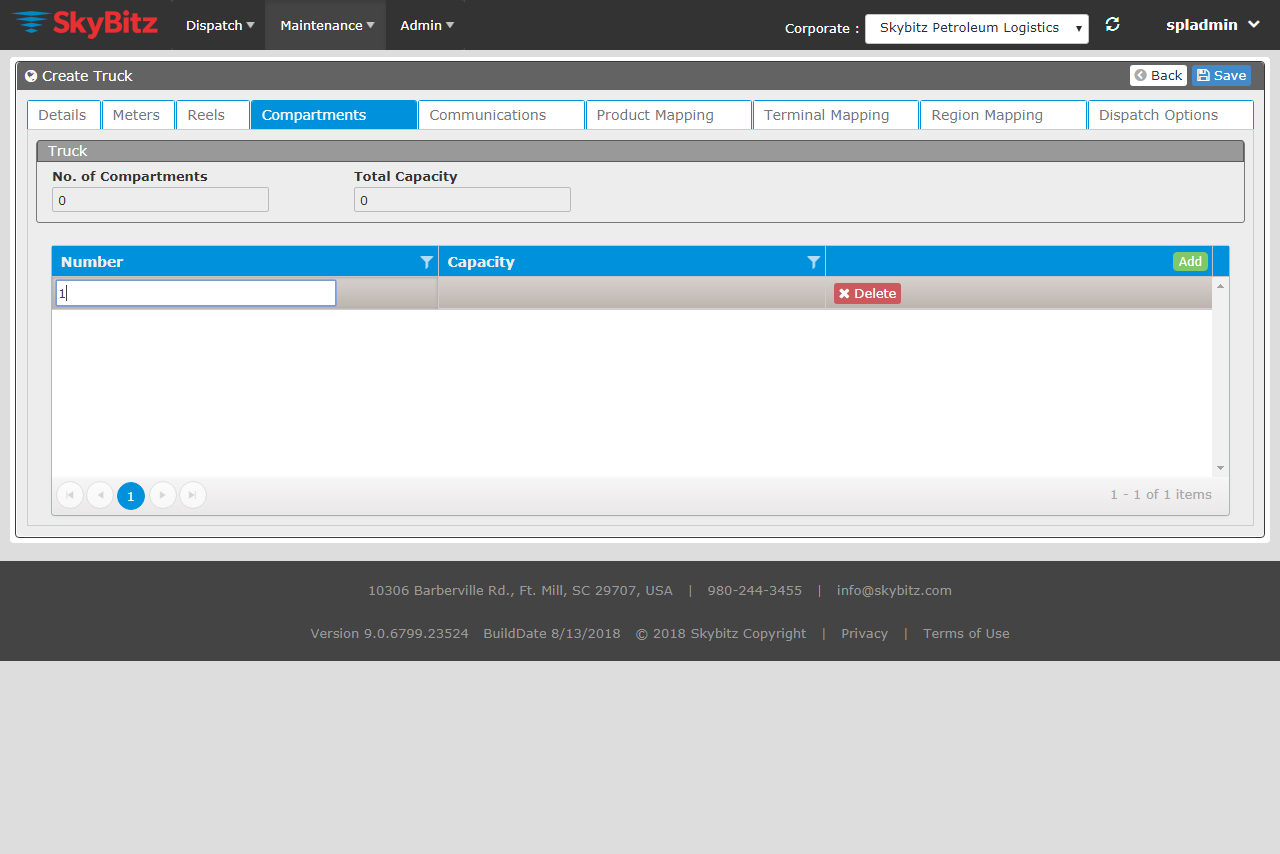 SkyBitz Dispatch Maintenance Admin Corporate : Skybitz Petroleum Logistics spladmin
Create Truck Back Save
Details Meters Reels Compartments Communications Product Mapping Terminal Mapping Region Mapping Dispatch Options
Truck
No. of Compartments Total Capacity
0 0
Number Capacity Add
1 Delete
1 1 - 1 of 1 items
10306 Barberville Rd., Ft. Mill, SC 29707, USA | 980-244-3455 | info@skybitz.com
Version 9.0.6799.23524 BuildDate 8/13/2018 © 2018 Skybitz Copyright | Privacy | Terms of Use